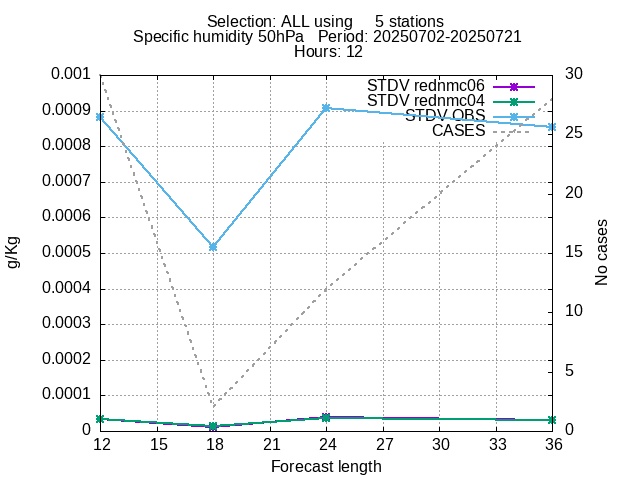 Selection: ALL using     5 stations
Specific humidity 50hPa   Period: 20250702-20250721
Hours: 12
STDV rednmc06
STDV rednmc04
STDV OBS
CASES
0.001
0.0009
0.0008
0.0007
0.0006
0.0005
0.0004
0.0003
0.0002
0.0001
0
g/Kg
30
25
20
15
10
5
0
No cases
12 15 18 21 24 27 30 33 36
Forecast length